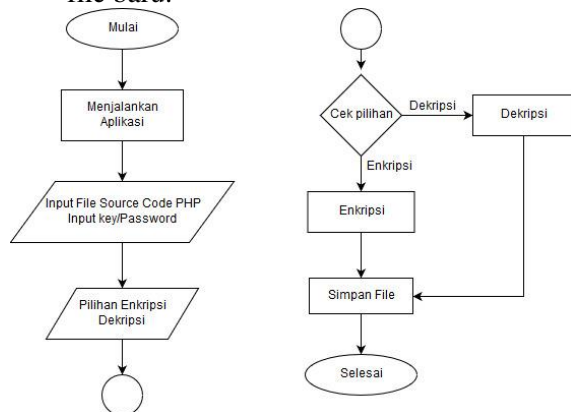 file baru.
Mulai
Menjalankan
Aplikasi
Input File Source Code PHP
Input key/Password
Pilihan Enkripsi
Dekripsi
Cek pilihan
Dekripsi
Dekripsi
Enkripsi
Enkripsi
Simpan File
Selesai